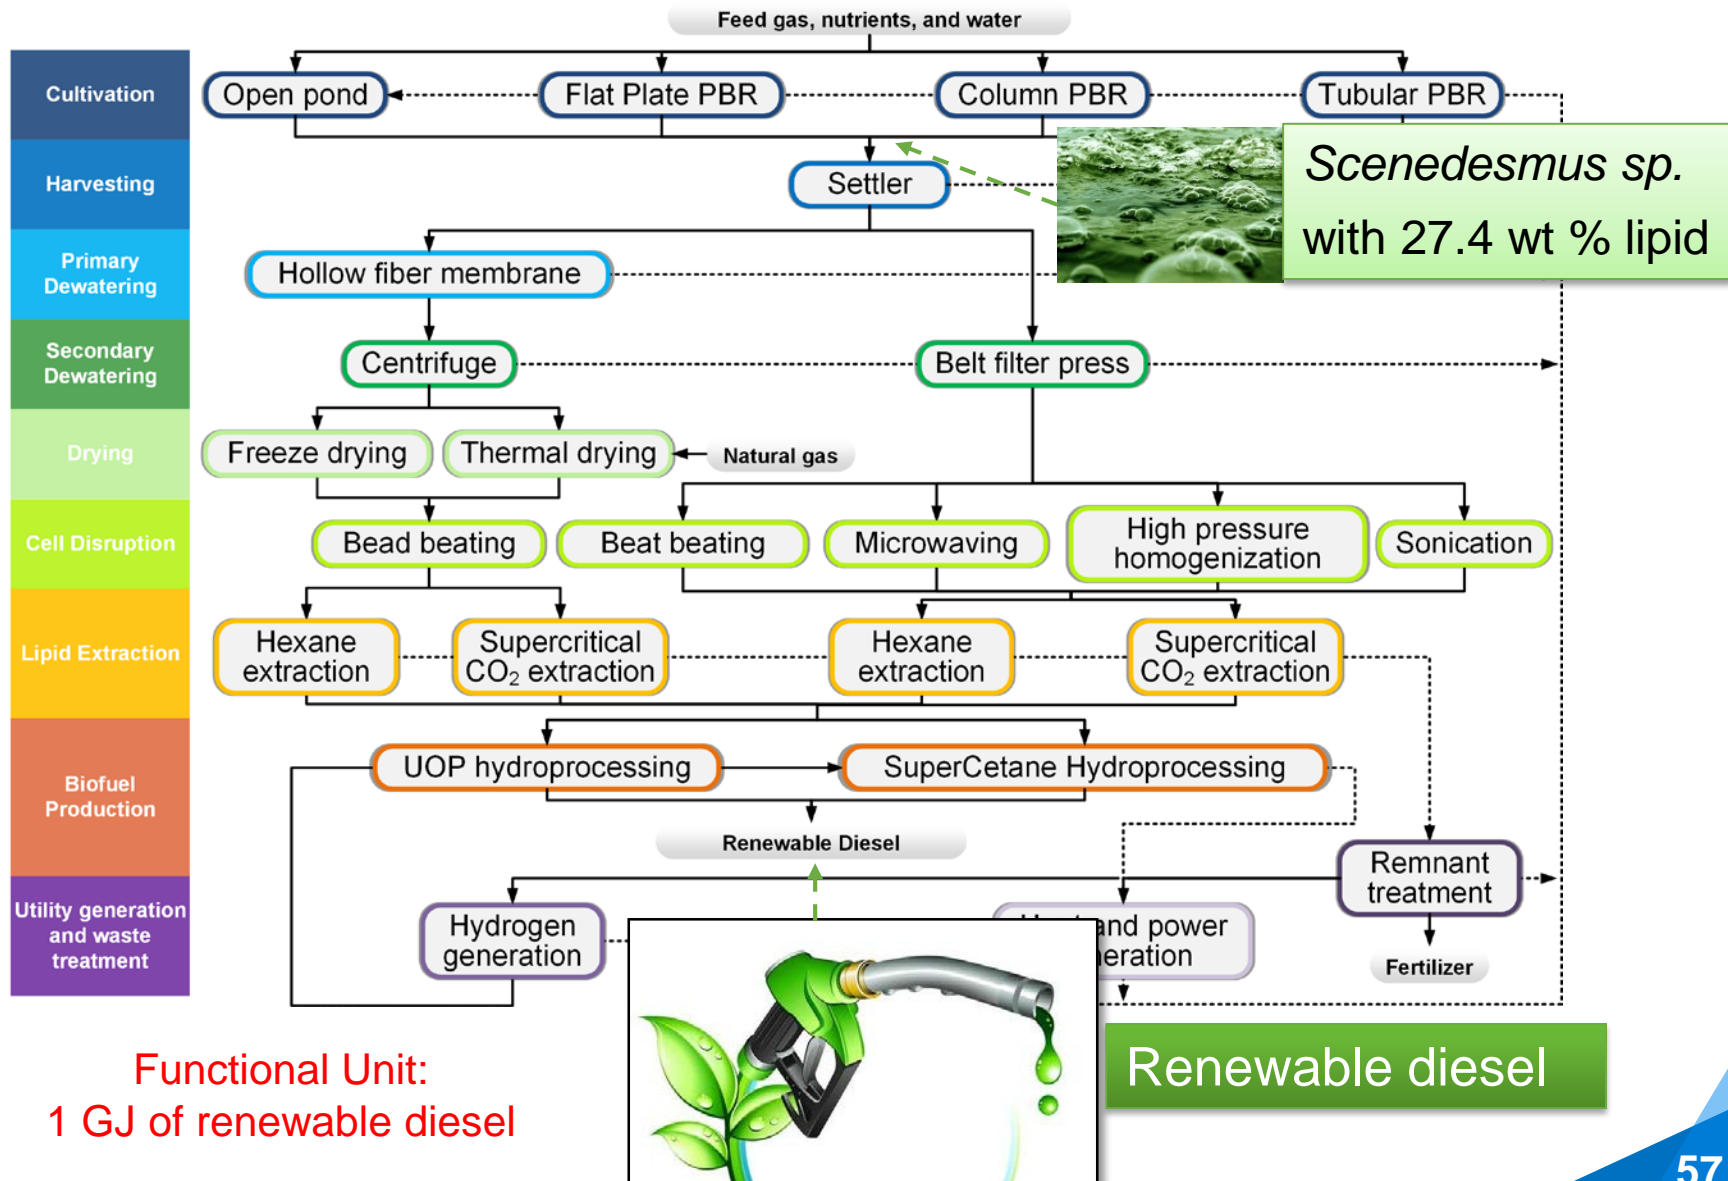 Feed gas, nutrients, and water
Cultivation
Open pond
Flat Plate PBR
Column PBR
Tubular PBR
Scenedesmus sp.
with 27.4 wt % lipid
Harvesting
Settler
Primary
Dewatering
Hollow fiber membrane
Secondary
Dewatering
Centrifuge
Belt filter press
Drying
Freeze drying
Thermal drying
Natural gas
Cell Disruption
Bead beating
Beat beating
Microwaving
High pressure
homogenization
Sonication
Lipid Extraction
Hexane
extraction
Supercritical
CO₂ extraction
Hexane
extraction
Supercritical
CO₂ extraction
Biofuel
Production
UOP hydroprocessing
SuperCetane Hydroprocessing
Renewable Diesel
Remnant
treatment
Utility generation
and waste
treatment
Hydrogen
generation
and power
Fertilizer
Functional Unit:
1 GJ of renewable diesel
Renewable diesel
57